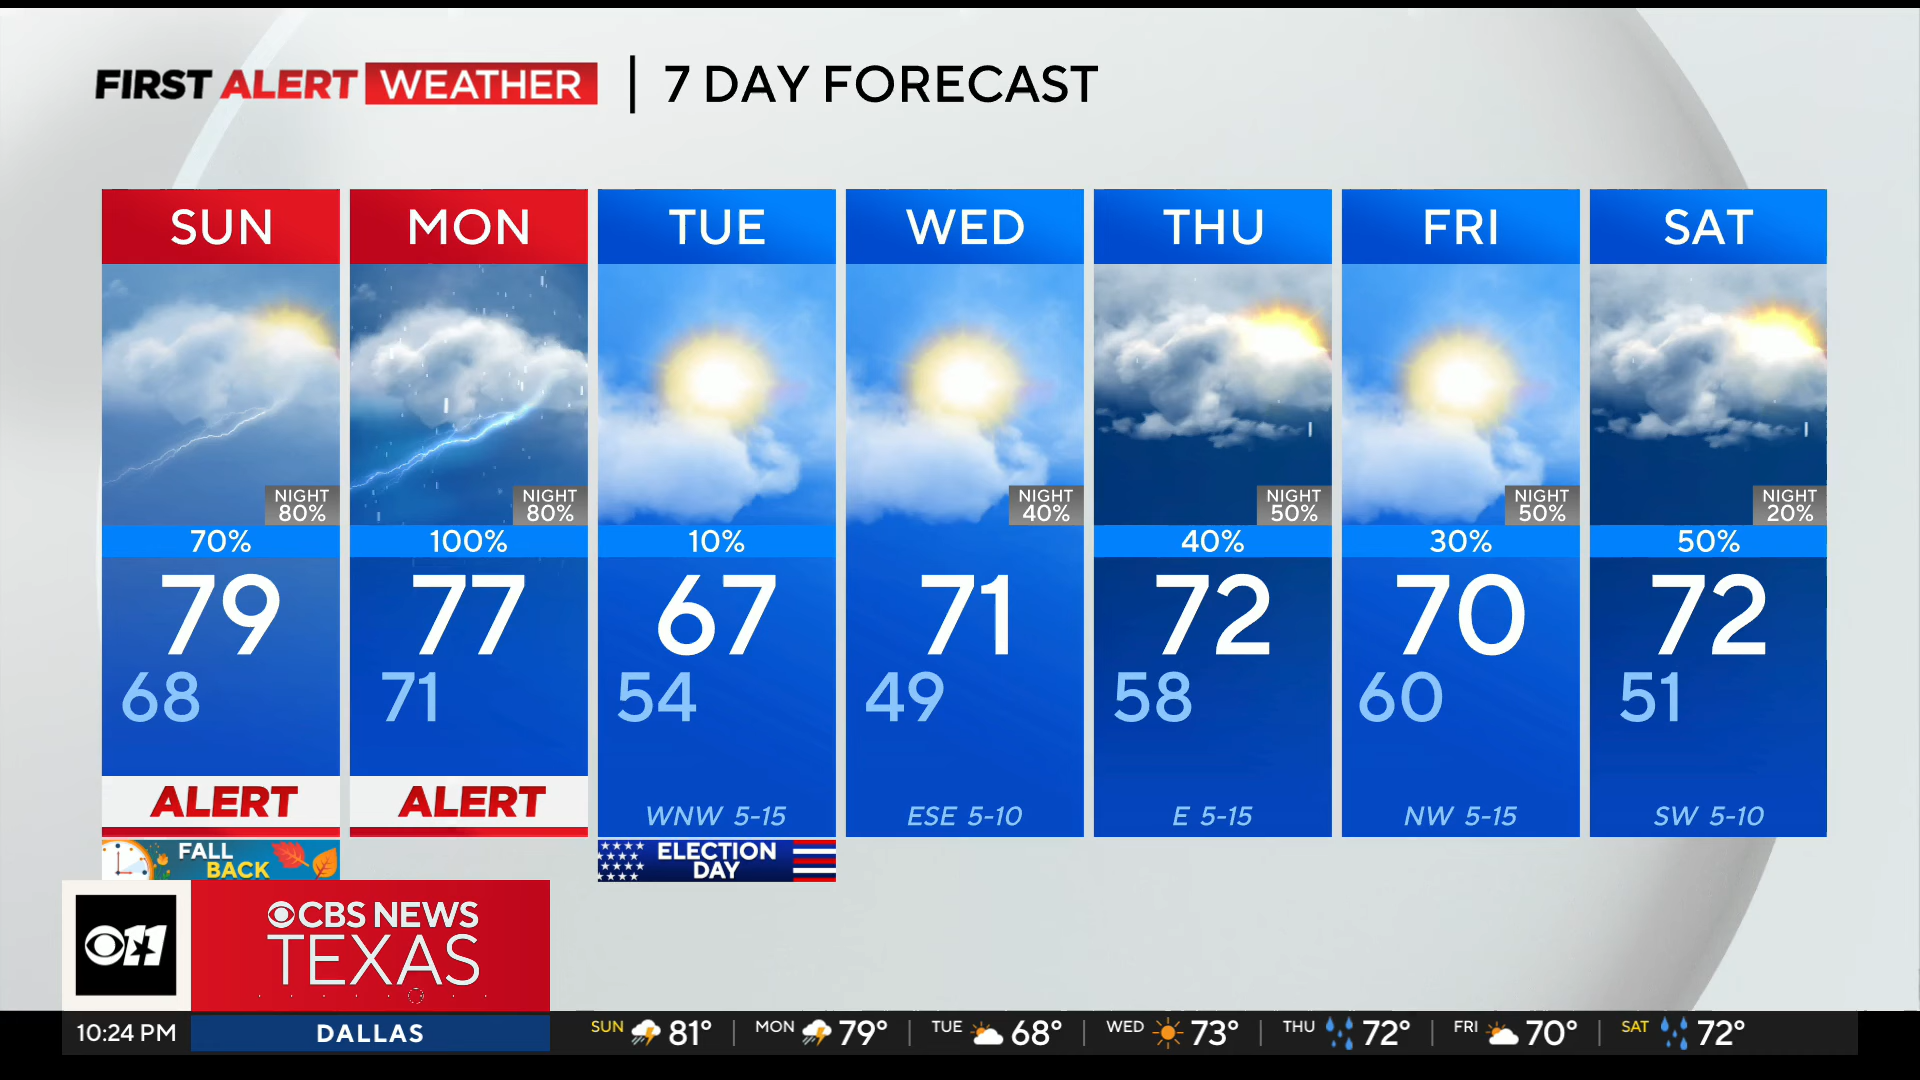 FIRST ALERT WEATHER | 7 DAY FORECAST
SUN MON TUE WED THU FRI SAT
NIGHT NIGHT NIGHT NIGHT NIGHT NIGHT
80% 80% 40% 50% 50% 20%
70% 100% 10% 40% 30% 50%
79 77 67 71 72 70 72
68 71 54 49 58 60 51
ALERT ALERT WNW 5-15 ESE 5-10 E 5-15 NW 5-15 SW 5-10
FALL ELECTION
BACK DAY
11 CBS NEWS
TEXAS
10:24 PM DALLAS SUN 81° | MON 79° | TUE 68° | WED 73° | THU 72° | FRI 70° | SAT 72°